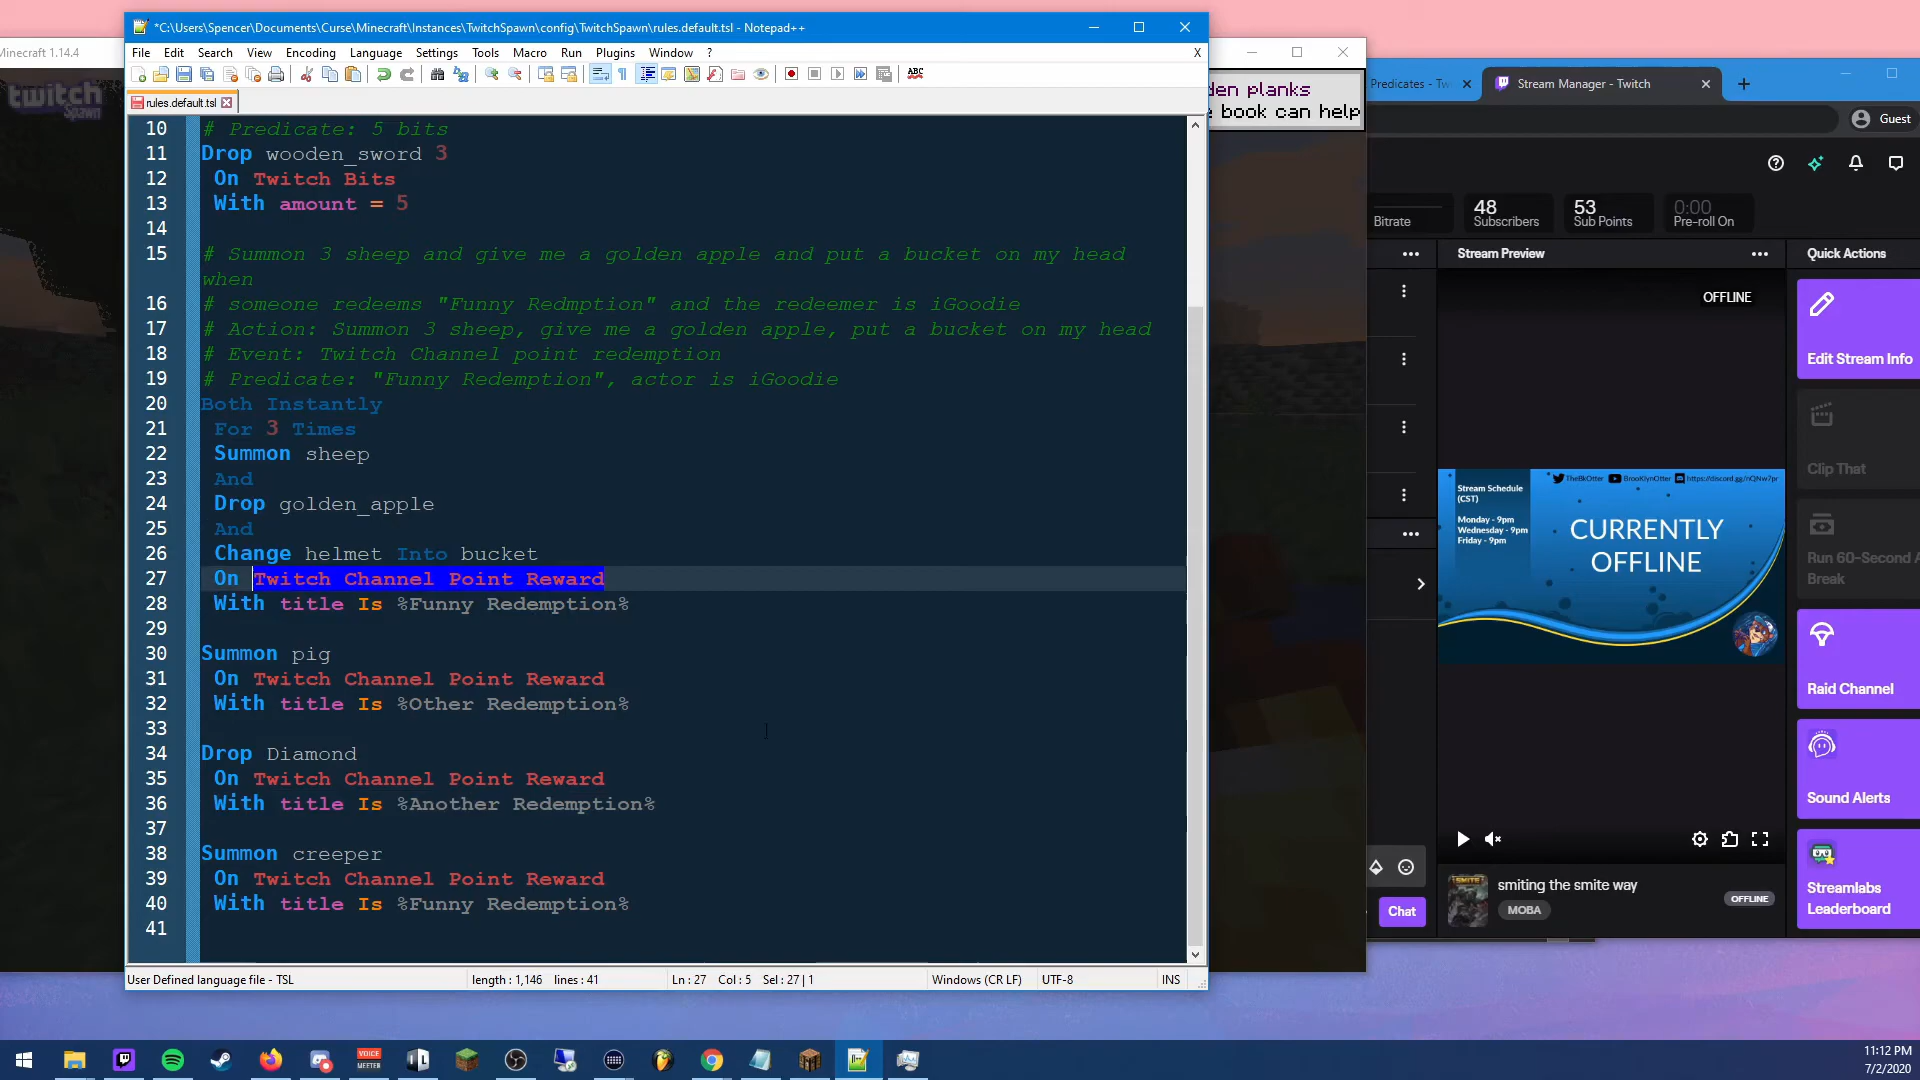 *C:\Users\Spencer\Documents\Curse\Minecraft\Instances\TwitchSpawn\config\TwitchSpawn\rules.default.tsl - Notepad++
File Edit Search View Encoding Language Settings Tools Macro Run Plugins Window ?
X
rules.default.tsl
Minecraft 1.14.4
twitch
Spawn
10 # Predicate: 5 bits
11 Drop wooden_sword 3
12 On Twitch Bits
13 With amount = 5
14
15 # Summon 3 sheep and give me a golden apple and put a bucket on my head
when
16 # someone redeems "Funny Redmption" and the redeemer is iGoodie
17 # Action: Summon 3 sheep, give me a golden apple, put a bucket on my head
18 # Event: Twitch Channel point redemption
19 # Predicate: "Funny Redemption", actor is iGoodie
20 Both Instantly
21 For 3 Times
22 Summon sheep
23 And
24 Drop golden_apple
25 And
26 Change helmet Into bucket
27 On Twitch Channel Point Reward
28 With title Is %Funny Redemption%
29
30 Summon pig
31 On Twitch Channel Point Reward
32 With title Is %Other Redemption%
33
34 Drop Diamond
35 On Twitch Channel Point Reward
36 With title Is %Another Redemption%
37
38 Summon creeper
39 On Twitch Channel Point Reward
40 With title Is %Funny Redemption%
41
User Defined language file - TSL length : 1,146 lines : 41 Ln : 27 Col : 5 Sel : 27 | 1 Windows (CR LF) UTF-8 INS
den planks
book can help
Predicates - Tw
Stream Manager - Twitch
Guest
Bitrate
48
Subscribers
53
Sub Points
0:00
Pre-roll On
Stream Preview
Quick Actions
OFFLINE
Edit Stream Info
Clip That
Run 60-Second A
Break
Raid Channel
Sound Alerts
Streamlabs
Leaderboard
Stream Schedule
(CST)
Monday - 9pm
Wednesday - 9pm
Friday - 9pm
TheBkOtter BrooKlynOtter
CURRENTLY
OFFLINE
Chat
smiting the smite way
MOBA
OFFLINE
SMITE
ABC
VOICE
MEETER
11:12 PM
7/2/2020